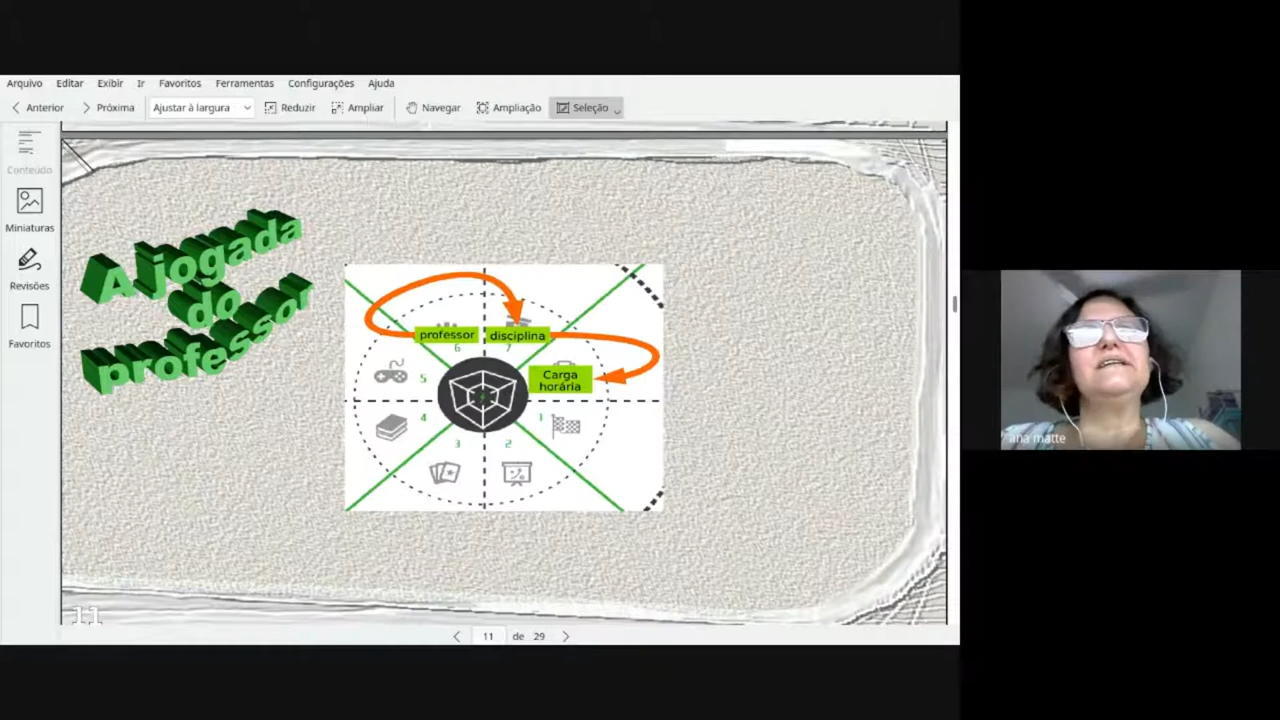 Arquivo Editar Exibir Ir Favoritos Ferramentas Configurações Ajuda
Anterior Próxima Ajustar à largura Reduzir Ampliar Navegar Ampliação Seleção
Conteúdo
Miniaturas
Revisões
Favoritos
A jogada
do
professor
professor disciplina
6 7
Carga
horária
5
4 1
3 2
11
11 de 29
ana matte